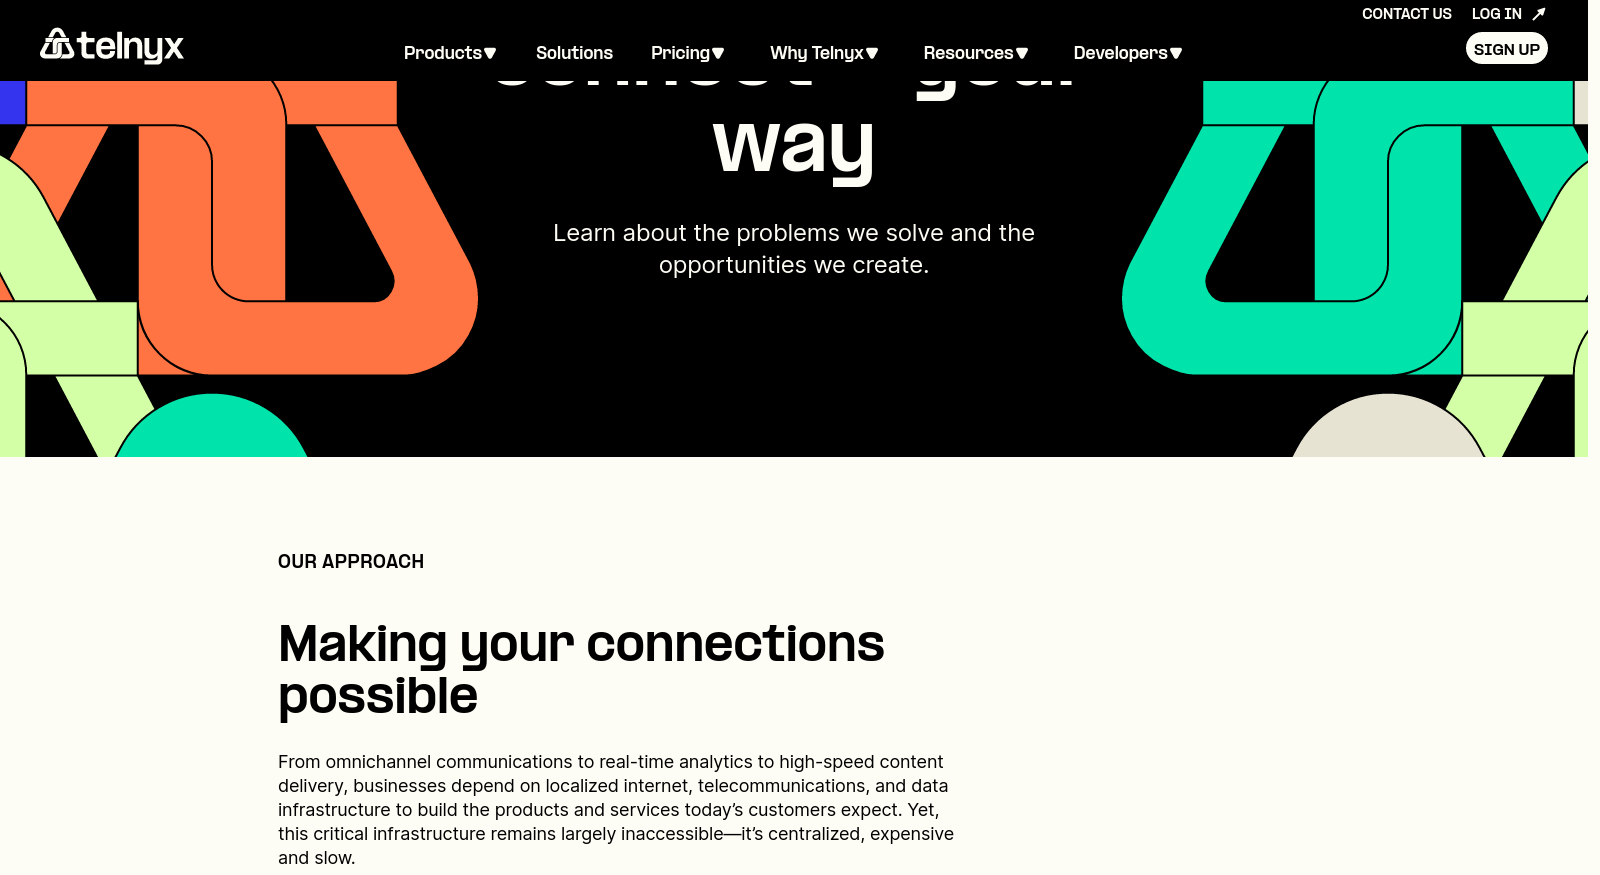 CONTACT US LOG IN
telnyx
Products Solutions Pricing Why Telnyx Resources Developers
SIGN UP
way
Learn about the problems we solve and the
opportunities we create.
OUR APPROACH
Making your connections
possible
From omnichannel communications to real-time analytics to high-speed content
delivery, businesses depend on localized internet, telecommunications, and data
infrastructure to build the products and services today’s customers expect. Yet,
this critical infrastructure remains largely inaccessible—it’s centralized, expensive
and slow.